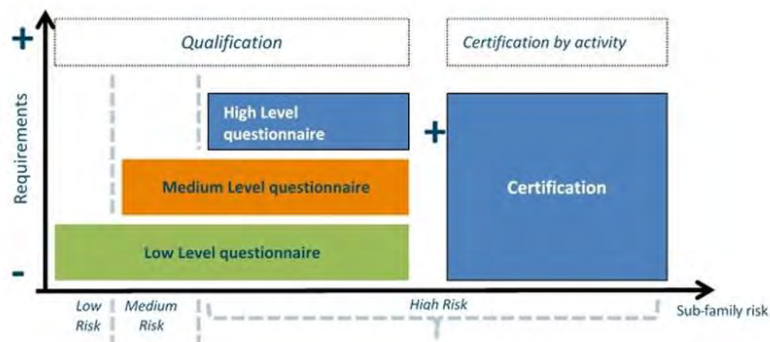 +
Qualification
Certification by activity
Requirements
High Level
questionnaire
+
Medium Level questionnaire
Certification
Low Level questionnaire
-
Low
Risk
Medium
Risk
High Risk
Sub-family risk